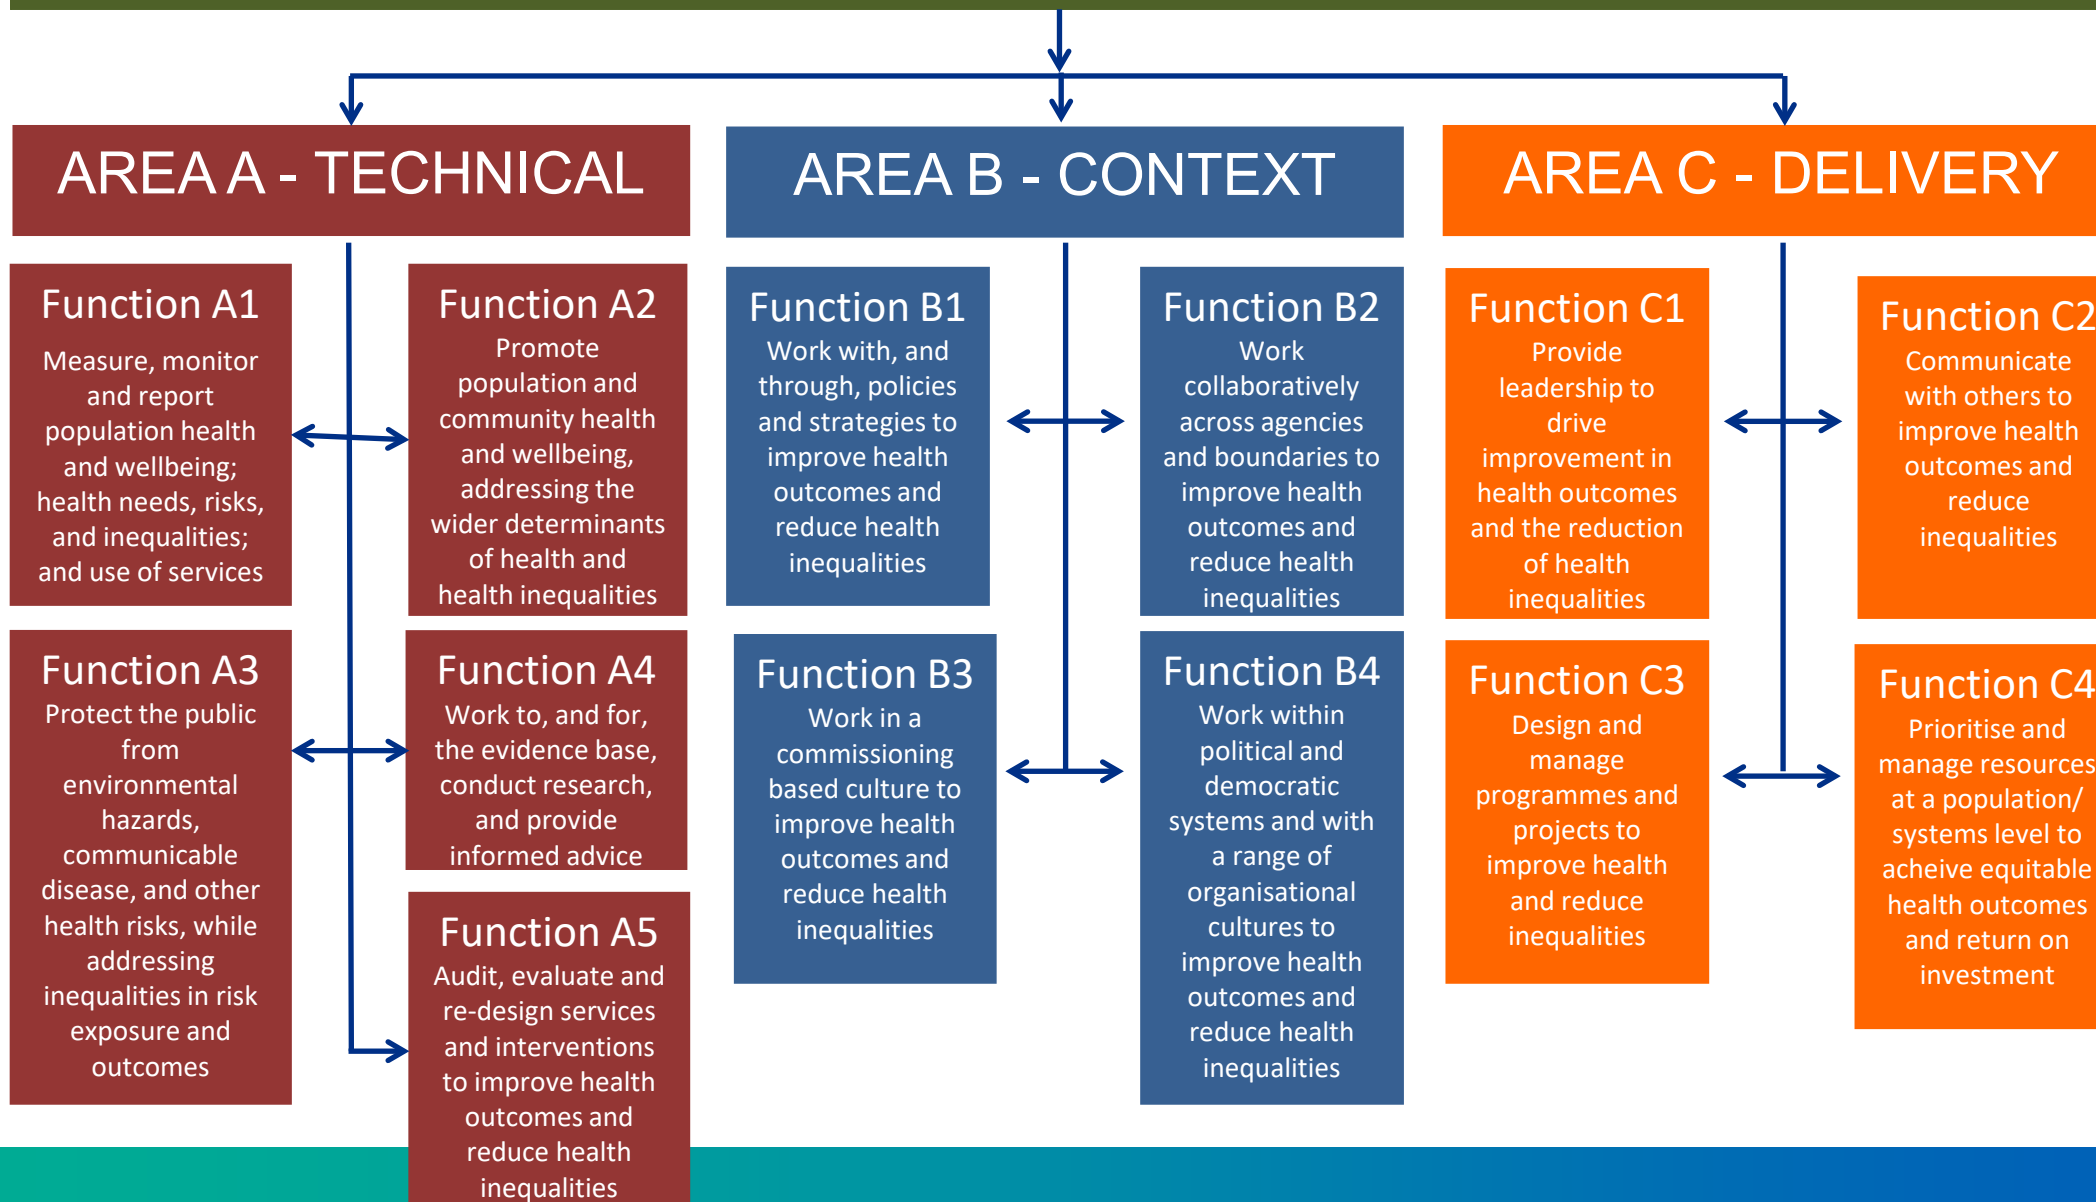 AREA A - TECHNICAL
AREA B - CONTEXT
AREA C - DELIVERY
Function A1
Measure, monitor
and report
population health
and wellbeing;
health needs, risks,
and inequalities;
and use of services
Function A2
Promote
population and
community health
and wellbeing,
addressing the
wider determinants
of health and
health inequalities
Function A3
Protect the public
from
environmental
hazards,
communicable
disease, and other
health risks, while
addressing
inequalities in risk
exposure and
outcomes
Function A4
Work to, and for,
the evidence base,
conduct research,
and provide
informed advice
Function A5
Audit, evaluate and
re-design services
and interventions
to improve health
outcomes and
reduce health
inequalities
Function B1
Work with, and
through, policies
and strategies to
improve health
outcomes and
reduce health
inequalities
Function B2
Work
collaboratively
across agencies
and boundaries to
improve health
outcomes and
reduce health
inequalities
Function B3
Work in a
commissioning
based culture to
improve health
outcomes and
reduce health
inequalities
Function B4
Work within
political and
democratic
systems and with
a range of
organisational
cultures to
improve health
outcomes and
reduce health
inequalities
Function C1
Provide
leadership to
drive
improvement in
health outcomes
and the reduction
of health
inequalities
Function C2
Communicate
with others to
improve health
outcomes and
reduce
inequalities
Function C3
Design and
manage
programmes and
projects to
improve health
and reduce
inequalities
Function C4
Prioritise and
manage resources
at a population/
systems level to
acheive equitable
health outcomes
and return on
investment